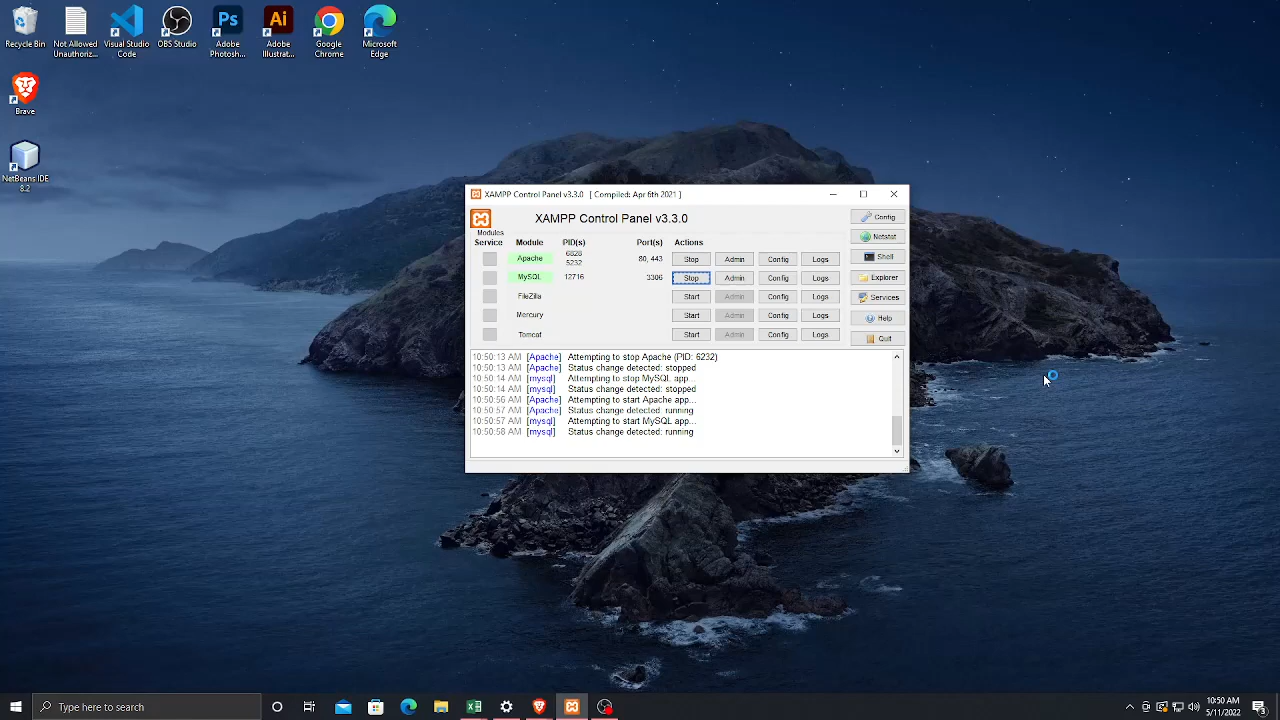 Recycle Bin
Not Allowed
Unauthoriz...
Visual Studio
Code
OBS Studio
Adobe
Photosh...
Adobe
Illustrat...
Google
Chrome
Microsoft
Edge
Brave
NetBeans IDE
8.2
XAMPP Control Panel v3.3.0 [ Compiled: Apr 6th 2021 ]
XAMPP Control Panel v3.3.0
Modules
Service Module PID(s) Port(s) Actions
Apache 6828 5232 80, 443 Stop Admin Config Logs
MySQL 12716 3306 Stop Admin Config Logs
FileZilla Start Admin Config Logs
Mercury Start Admin Config Logs
Tomcat Start Admin Config Logs
Config
Netstat
Shell
Explorer
Services
Help
Quit
10:50:13 AM [Apache] Attempting to stop Apache (PID: 6232)
10:50:13 AM [Apache] Status change detected: stopped
10:50:14 AM [mysql] Attempting to stop MySQL app...
10:50:14 AM [mysql] Status change detected: stopped
10:50:56 AM [Apache] Attempting to start Apache app...
10:50:57 AM [Apache] Status change detected: running
10:50:57 AM [mysql] Attempting to start MySQL app...
10:50:58 AM [mysql] Status change detected: running
Type here to search
10:50 AM
5/11/2022